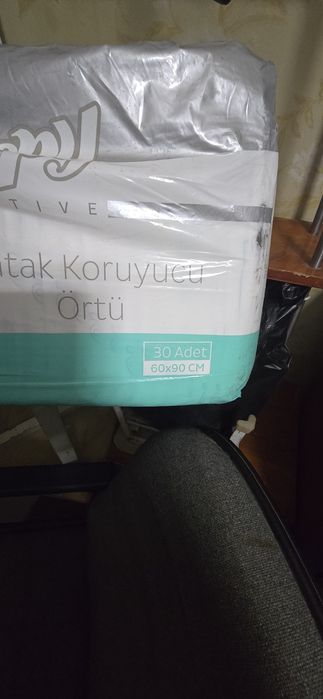 TIVE
tak Koruyucu
Örtü
30 Adet
60x90 CM